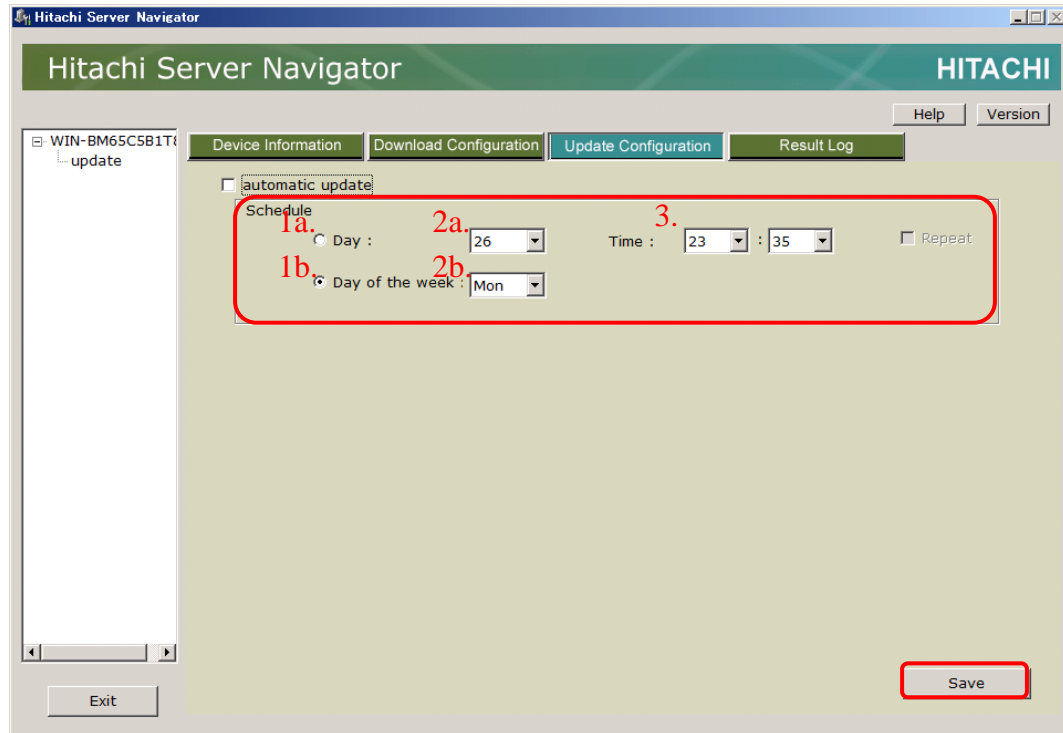 Hitachi Server Navigator
Hitachi Server Navigator HITACHI
Help Version
WIN-BM65C5B1T8
update
Device Information Download Configuration Update Configuration Result Log
automatic update
Schedule
1a. Day : 2a. 26 Time : 3. 23 : 35 Repeat
1b. Day of the week : 2b. Mon
Save
Exit